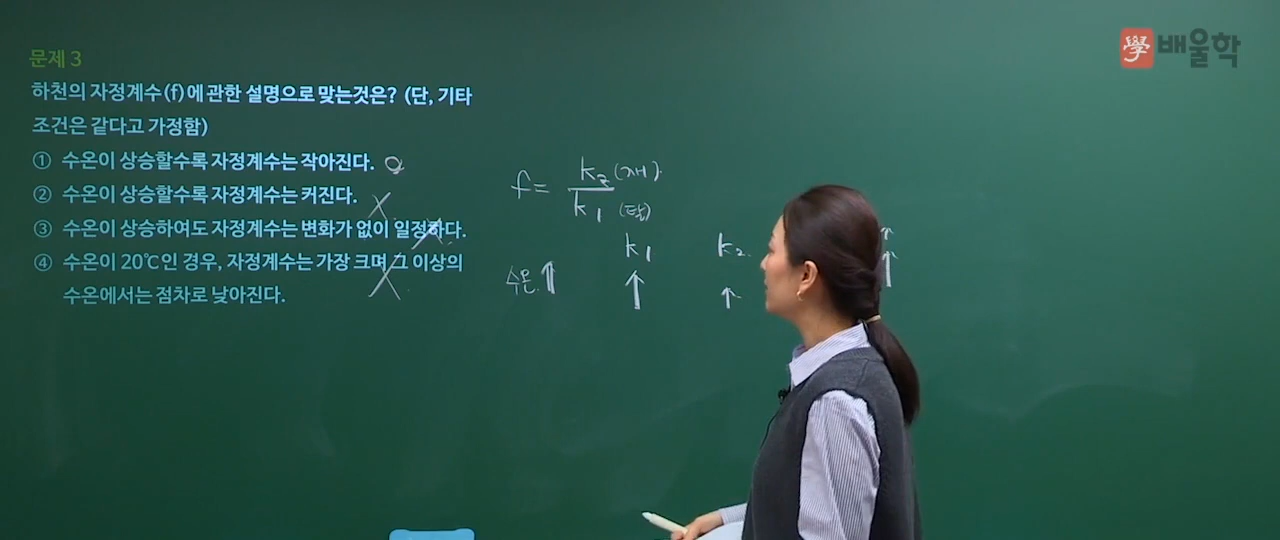 學 배울학
문제 3
하천의 자정계수(f)에 관한 설명으로 맞는것은? (단, 기타
조건은 같다고 가정함)
① 수온이 상승할수록 자정계수는 작아진다.
② 수온이 상승할수록 자정계수는 커진다.
③ 수온이 상승하여도 자정계수는 변화가 없이 일정하다.
④ 수온이 20℃인 경우, 자정계수는 가장 크며 그 이상의
수온에서는 점차로 낮아진다.
f = k₂(재) / k₁(탈)
k₁ k₂
수온 ↑ ↑ ↑